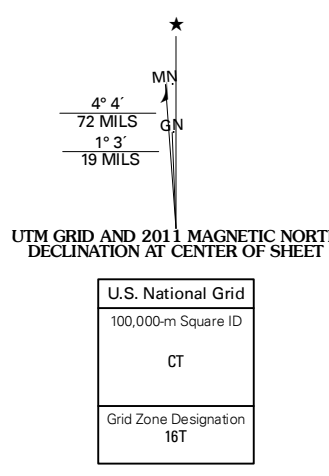 ★
MN
4° 4´
72 MILS
GN
1° 3´
19 MILS
UTM GRID AND 2011 MAGNETIC NORT
DECLINATION AT CENTER OF SHEET
U.S. National Grid
100,000-m Square ID
CT
Grid Zone Designation
16T